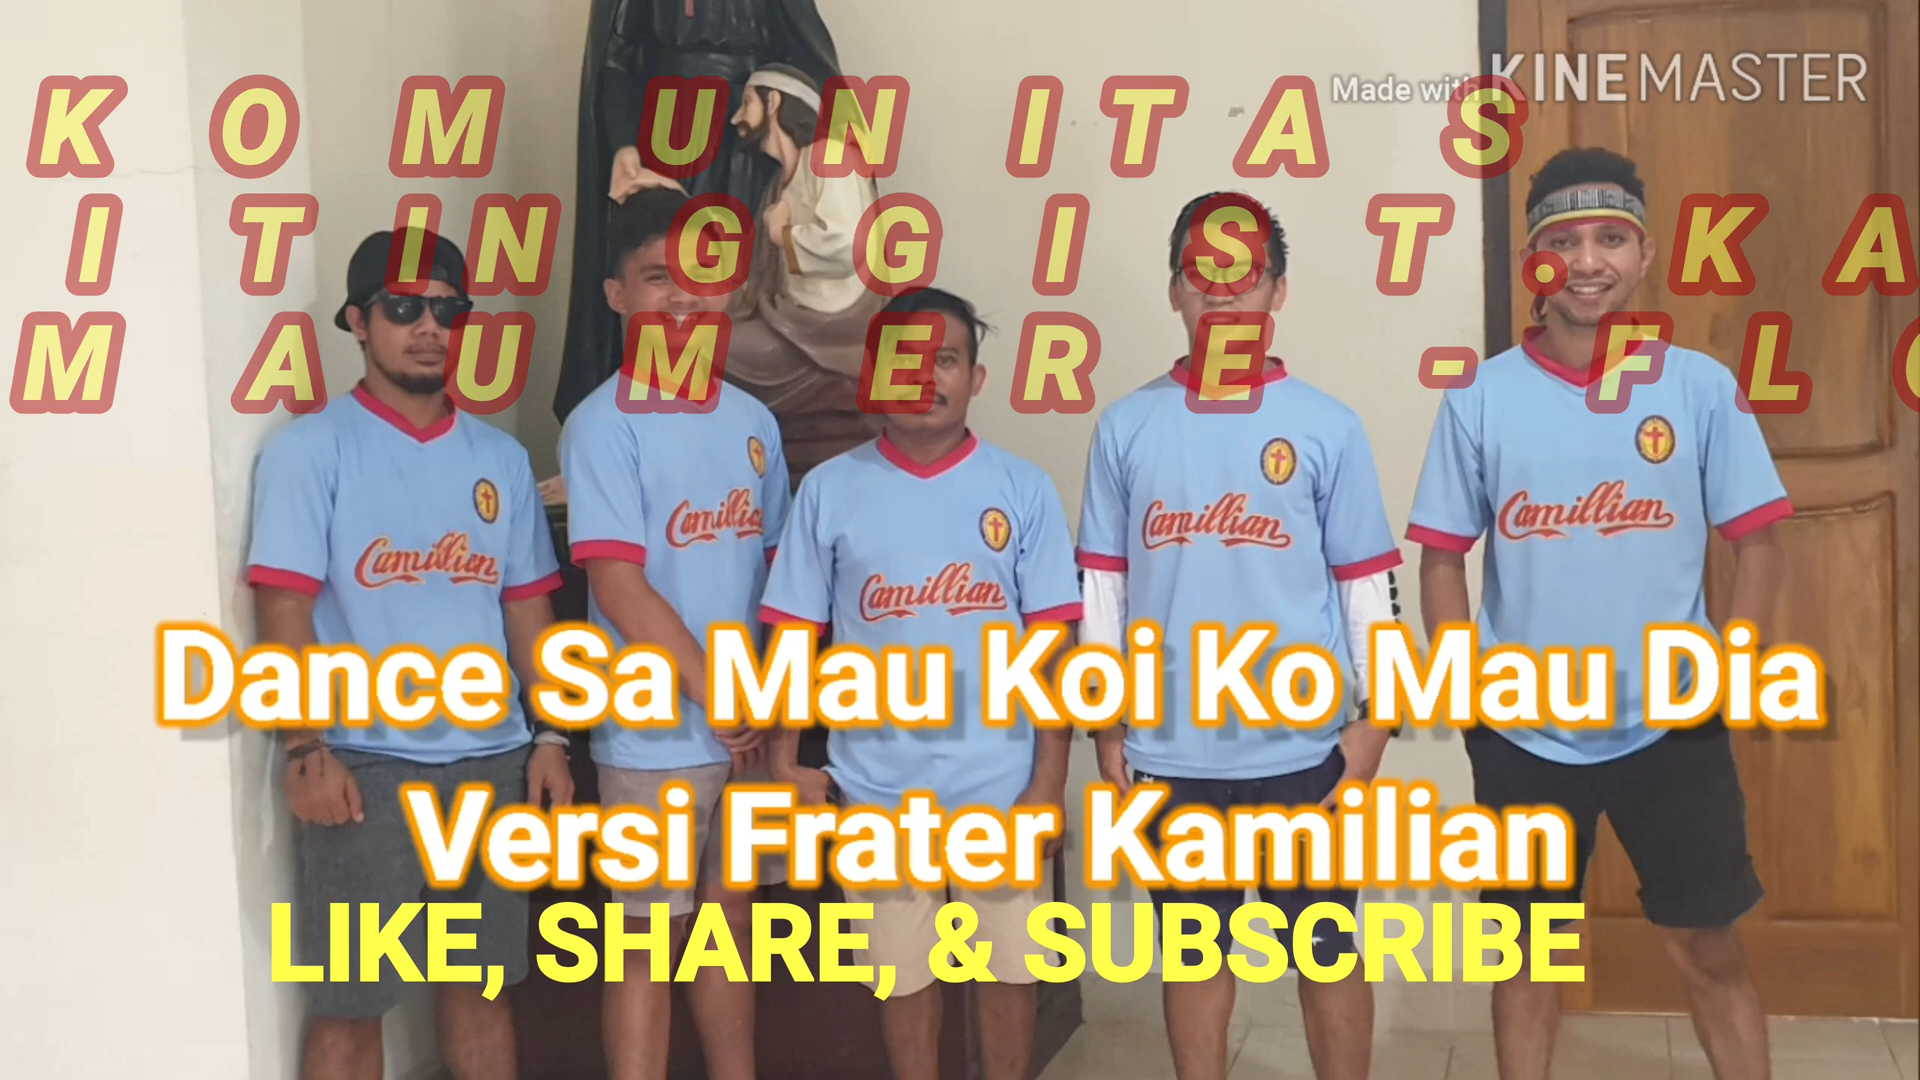 Made with KINEMASTER
KOMUNITAS
ITINGGI ST. KA
MAUMERE - FLO
Camillian
Camillian
Camillian
Camillian
Camillian
Dance Sa Mau Koi Ko Mau Dia
Versi Frater Kamilian
LIKE, SHARE, & SUBSCRIBE